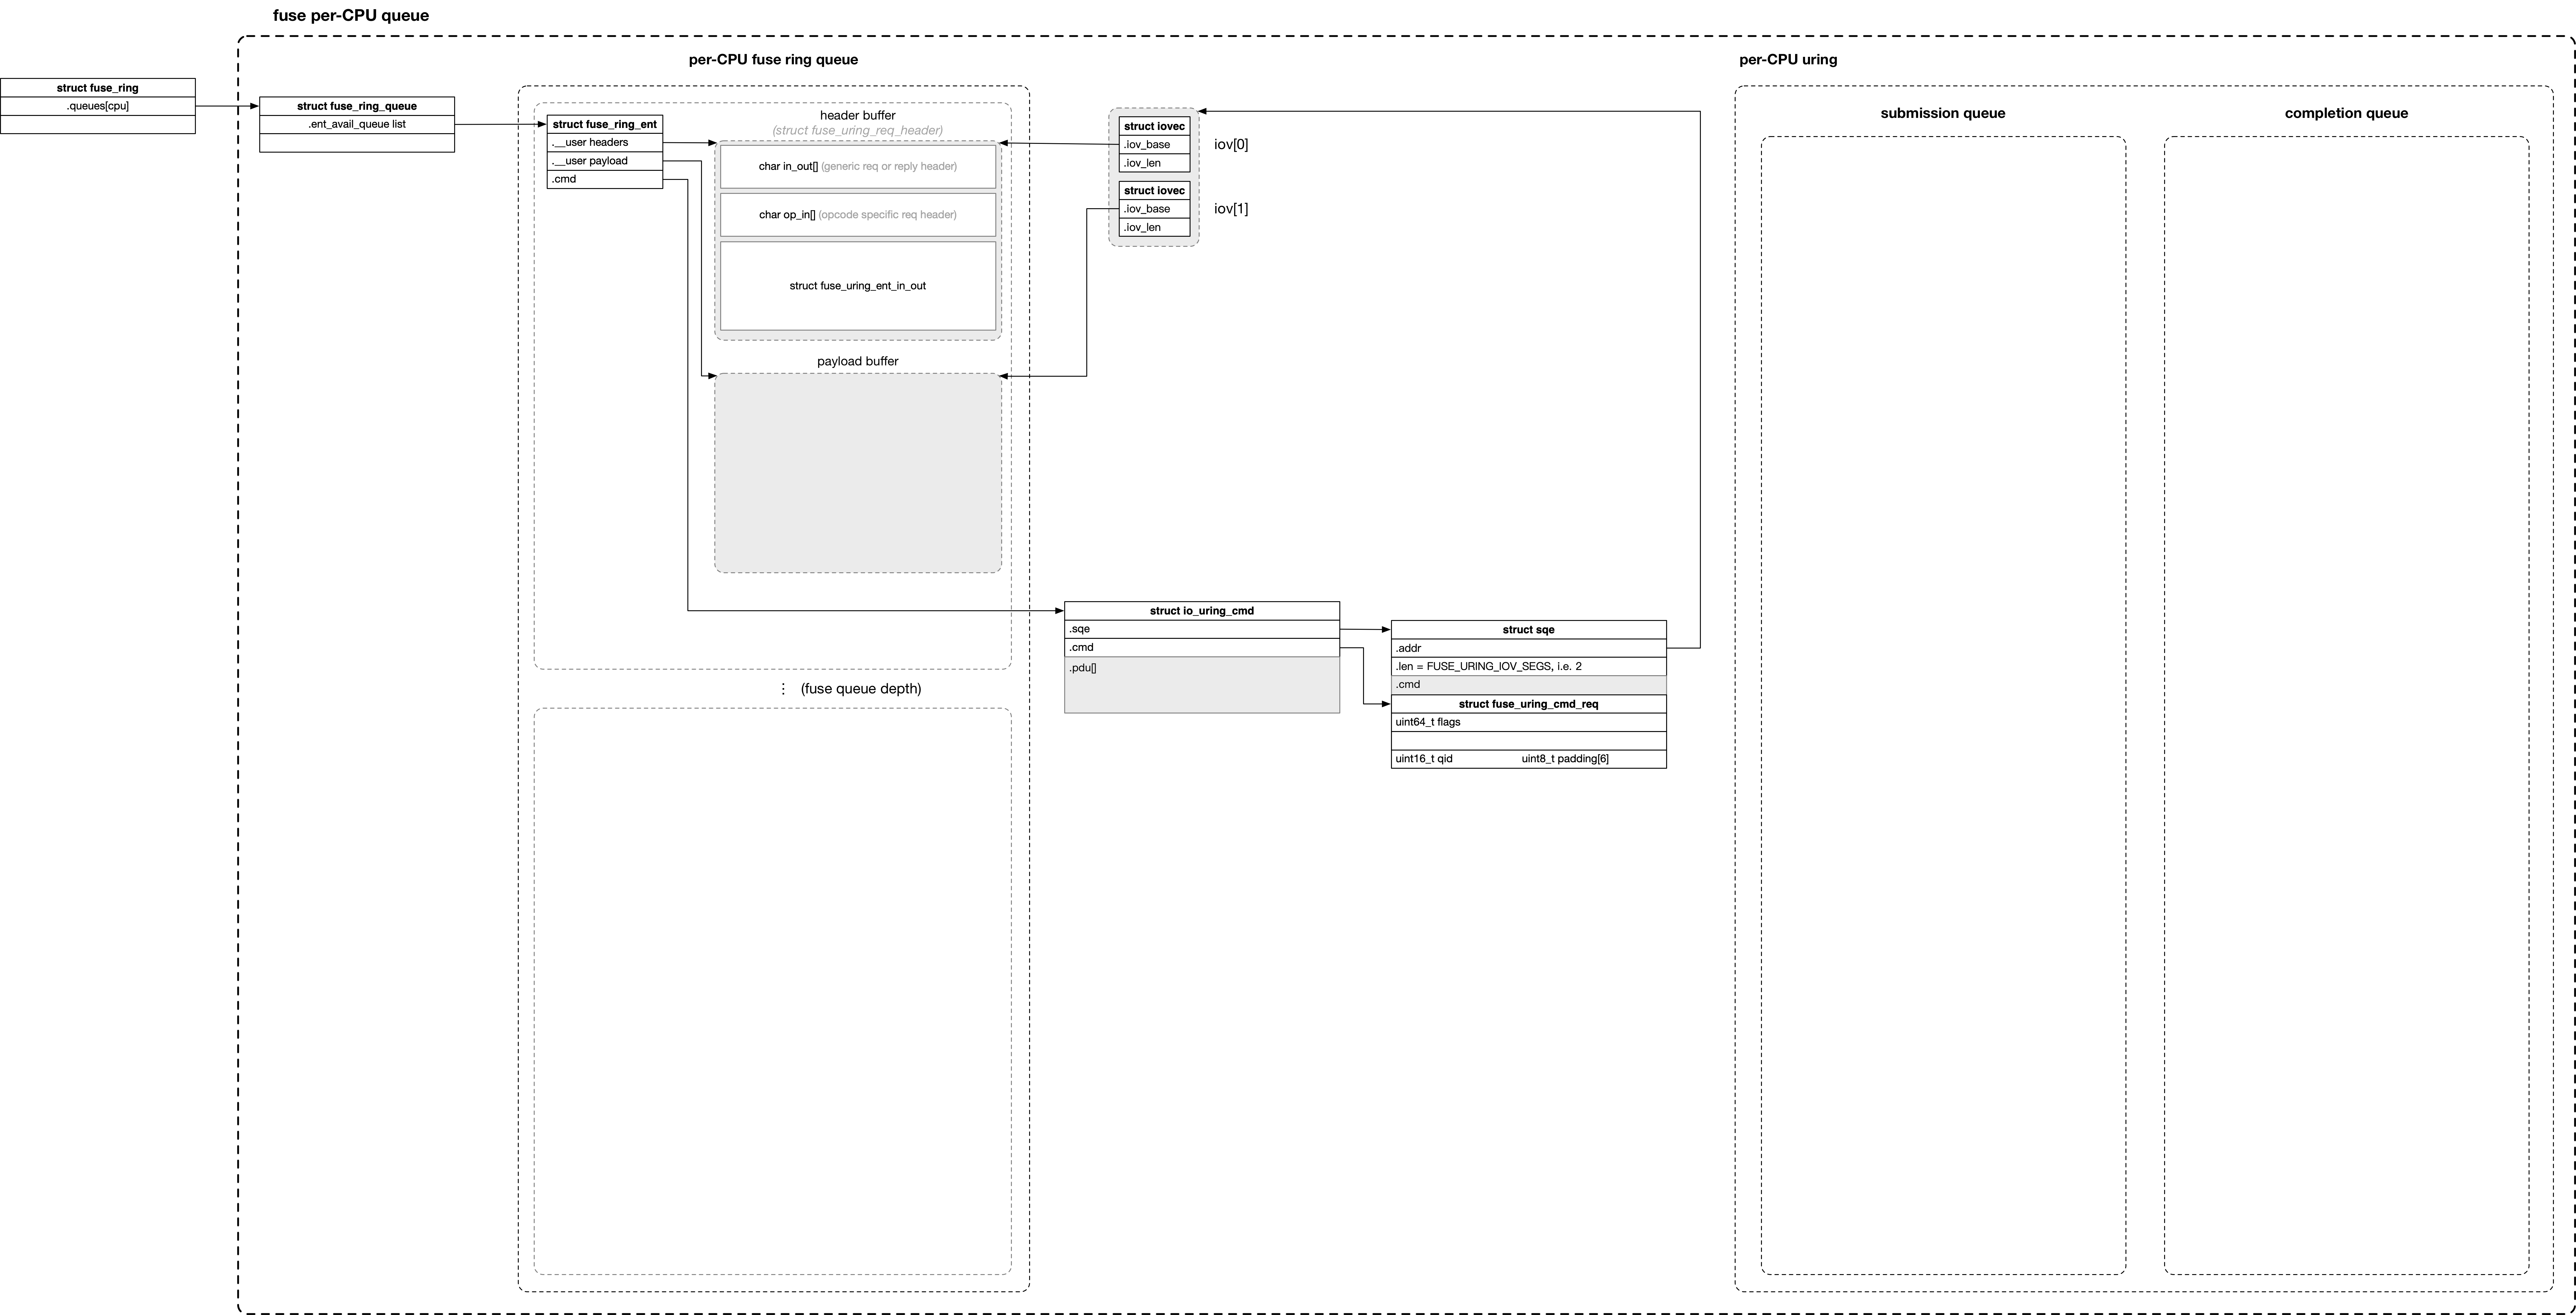 fuse per-CPU queue
per-CPU fuse ring queue
per-CPU uring
struct fuse_ring
.queues[cpu]
struct fuse_ring_queue
.ent_avail_queue list
struct fuse_ring_ent
.__user headers
.__user payload
.cmd
header buffer
(struct fuse_uring_req_header)
char in_out[] (generic req or reply header)
char op_in[] (opcode specific req header)
struct fuse_uring_ent_in_out
payload buffer
struct iovec
.iov_base
.iov_len
iov[0]
struct iovec
.iov_base
.iov_len
iov[1]
submission queue
completion queue
struct io_uring_cmd
.sqe
.cmd
.pdu[]
struct sqe
.addr
.len = FUSE_URING_IOV_SEGS, i.e. 2
.cmd
struct fuse_uring_cmd_req
uint64_t flags
uint16_t qid uint8_t padding[6]
⋮ (fuse queue depth)